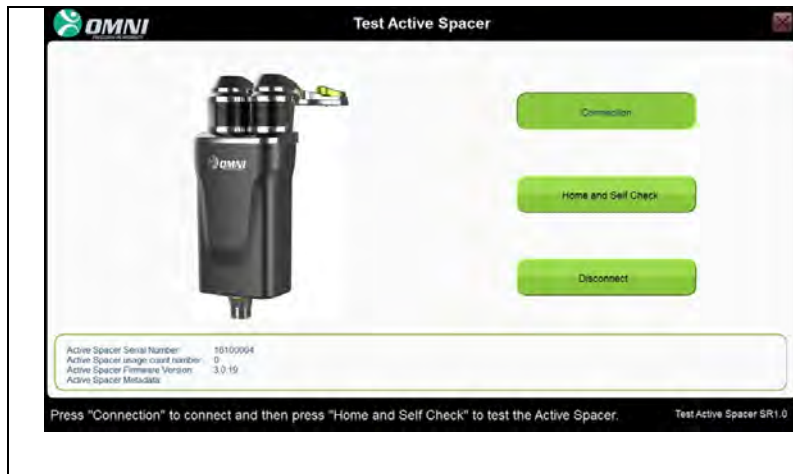 OMNI
Test Active Spacer
OMNI
Connection
Home and Self Check
Disconnect
Active Spacer Serial Number: 16100004
Active Spacer usage count number: 0
Active Spacer Firmware Version: 3.0.19
Active Spacer Metadata:
Press "Connection" to connect and then press "Home and Self Check" to test the Active Spacer.
Test Active Spacer SR1.0